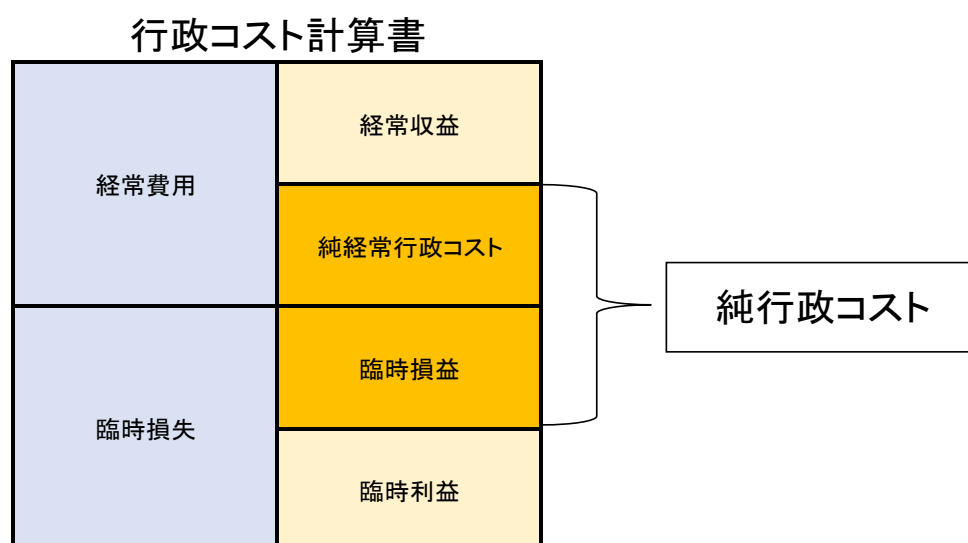 行政コスト計算書
経常費用
経常収益
純経常行政コスト
純行政コスト
臨時損失
臨時損益
臨時利益